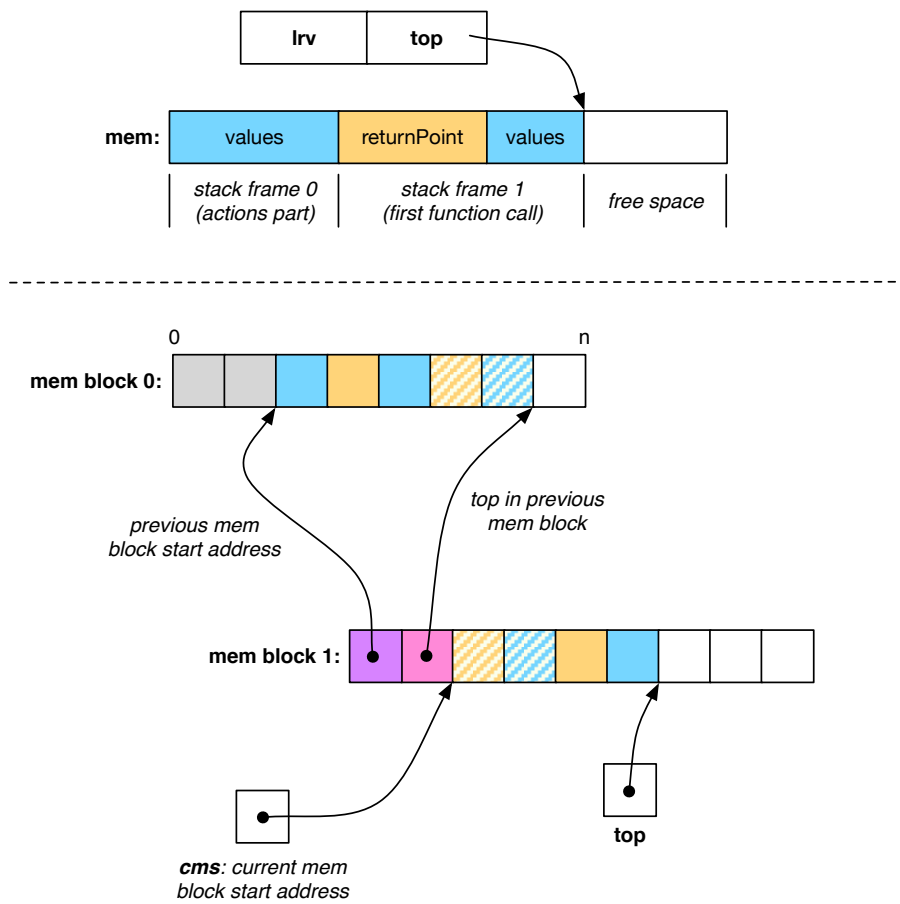 lrv top
mem: values returnPoint values
stack frame 0 stack frame 1
(actions part) (first function call) free space
0 n
mem block 0:
top in previous
mem block
previous mem
block start address
mem block 1:
top
cms: current mem
block start address